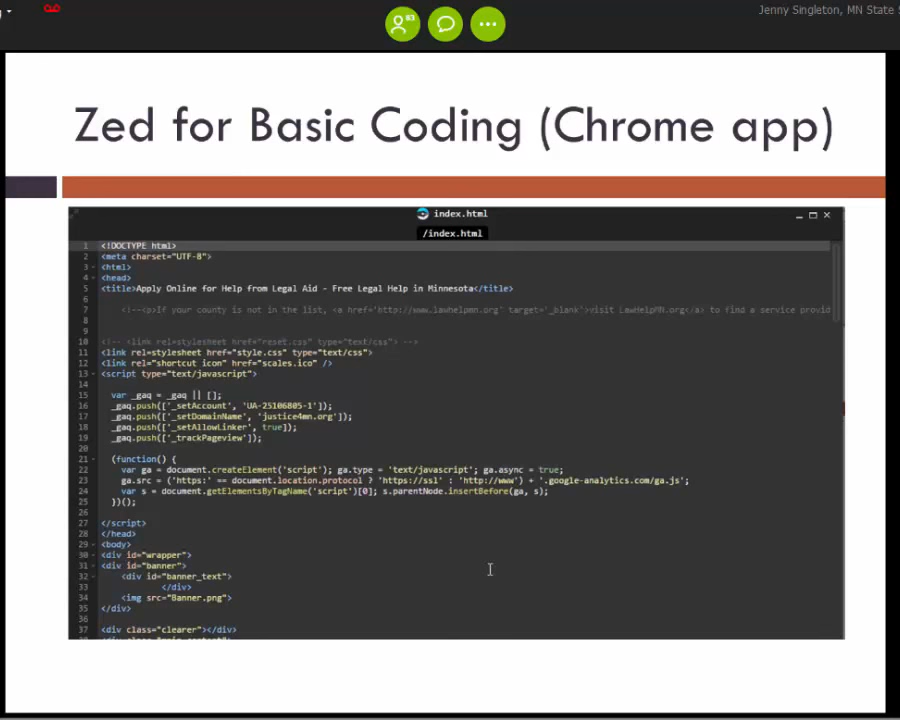 Jenny Singleton, MN State
93
Zed for Basic Coding (Chrome app)
index.html
/index.html
1 <!DOCTYPE html>
2 <meta charset="UTF-8">
3 <html>
4 <head>
5 <title>Apply Online for Help from Legal Aid - Free Legal Help in Minnesota</title>
6
7 <!--<p>If your county is not in the list, <a href='http://www.lawhelpmn.org' target='_blank'>visit LawHelpMN.org</a> to find a service provid
8
9
10 <!-- <link rel=stylesheet href="reset.css" type="text/css"> -->
11 <link rel=stylesheet href="style.css" type="text/css">
12 <link rel="shortcut icon" href="scales.ico" />
13 <script type="text/javascript">
14
15 var _gaq = _gaq || [];
16 _gaq.push(['_setAccount', 'UA-25106805-1']);
17 _gaq.push(['_setDomainName', 'justice4mn.org']);
18 _gaq.push(['_setAllowLinker', true]);
19 _gaq.push(['_trackPageview']);
20
21 (function() {
22 var ga = document.createElement('script'); ga.type = 'text/javascript'; ga.async = true;
23 ga.src = ('https:' == document.location.protocol ? 'https://ssl' : 'http://www') + '.google-analytics.com/ga.js';
24 var s = document.getElementsByTagName('script')[0]; s.parentNode.insertBefore(ga, s);
25 })();
26
27 </script>
28 </head>
29 <body>
30 <div id="wrapper">
31 <div id="banner">
32 <div id="banner_text">
33 </div>
34 <img src="Banner.png">
35 </div>
36
37 <div class="clearer"></div>